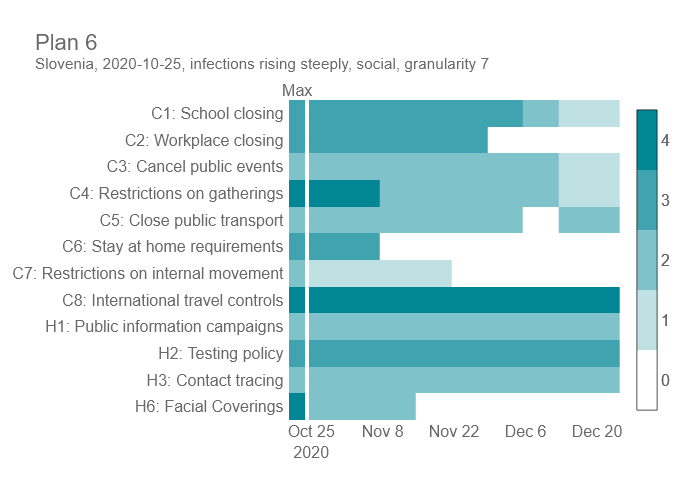 Plan 6
Slovenia, 2020-10-25, infections rising steeply, social, granularity 7
Max
C1: School closing
C2: Workplace closing
C3: Cancel public events
C4: Restrictions on gatherings
C5: Close public transport
C6: Stay at home requirements
C7: Restrictions on internal movement
C8: International travel controls
H1: Public information campaigns
H2: Testing policy
H3: Contact tracing
H6: Facial Coverings
Oct 25 Nov 8 Nov 22 Dec 6 Dec 20
2020
4
3
2
1
0